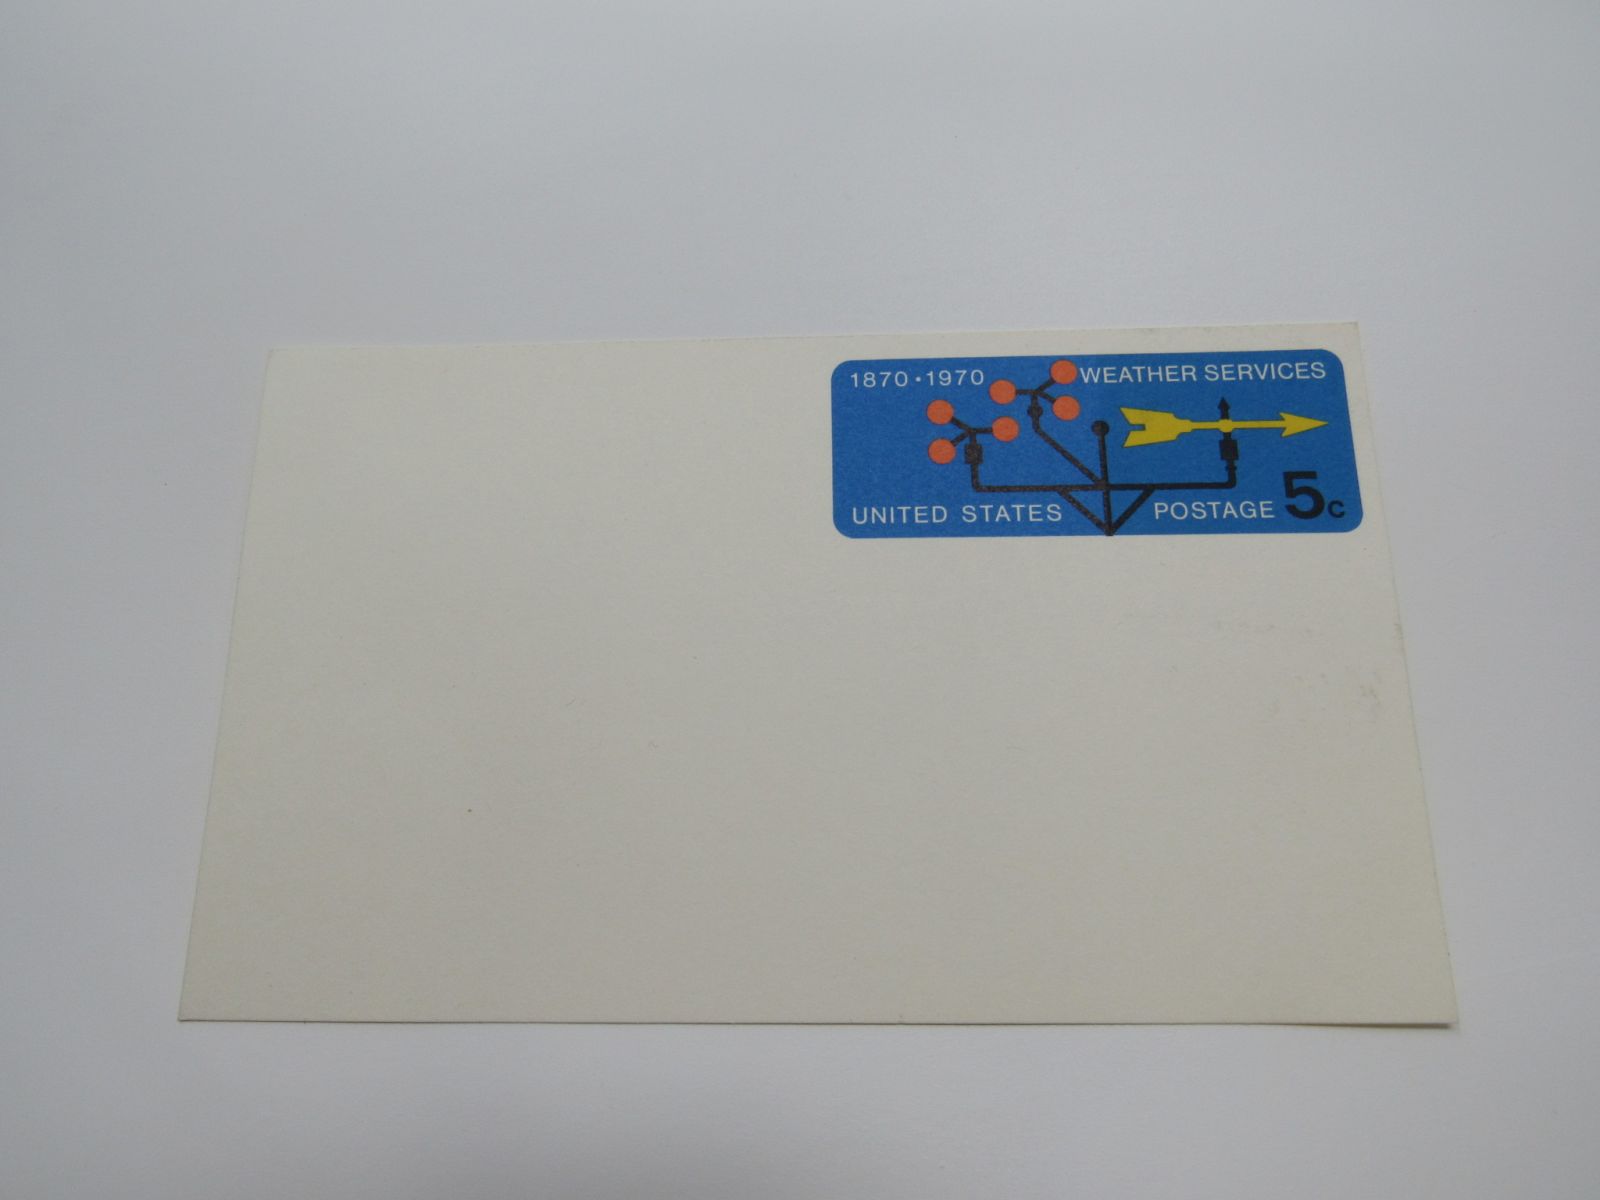 1870 • 1970 WEATHER SERVICES
UNITED STATES POSTAGE 5c